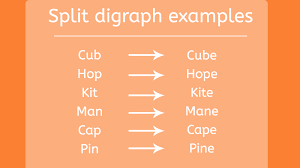 Split digraph examples
Cub → Cube
Hop → Hope
Kit → Kite
Man → Mane
Cap → Cape
Pin → Pine